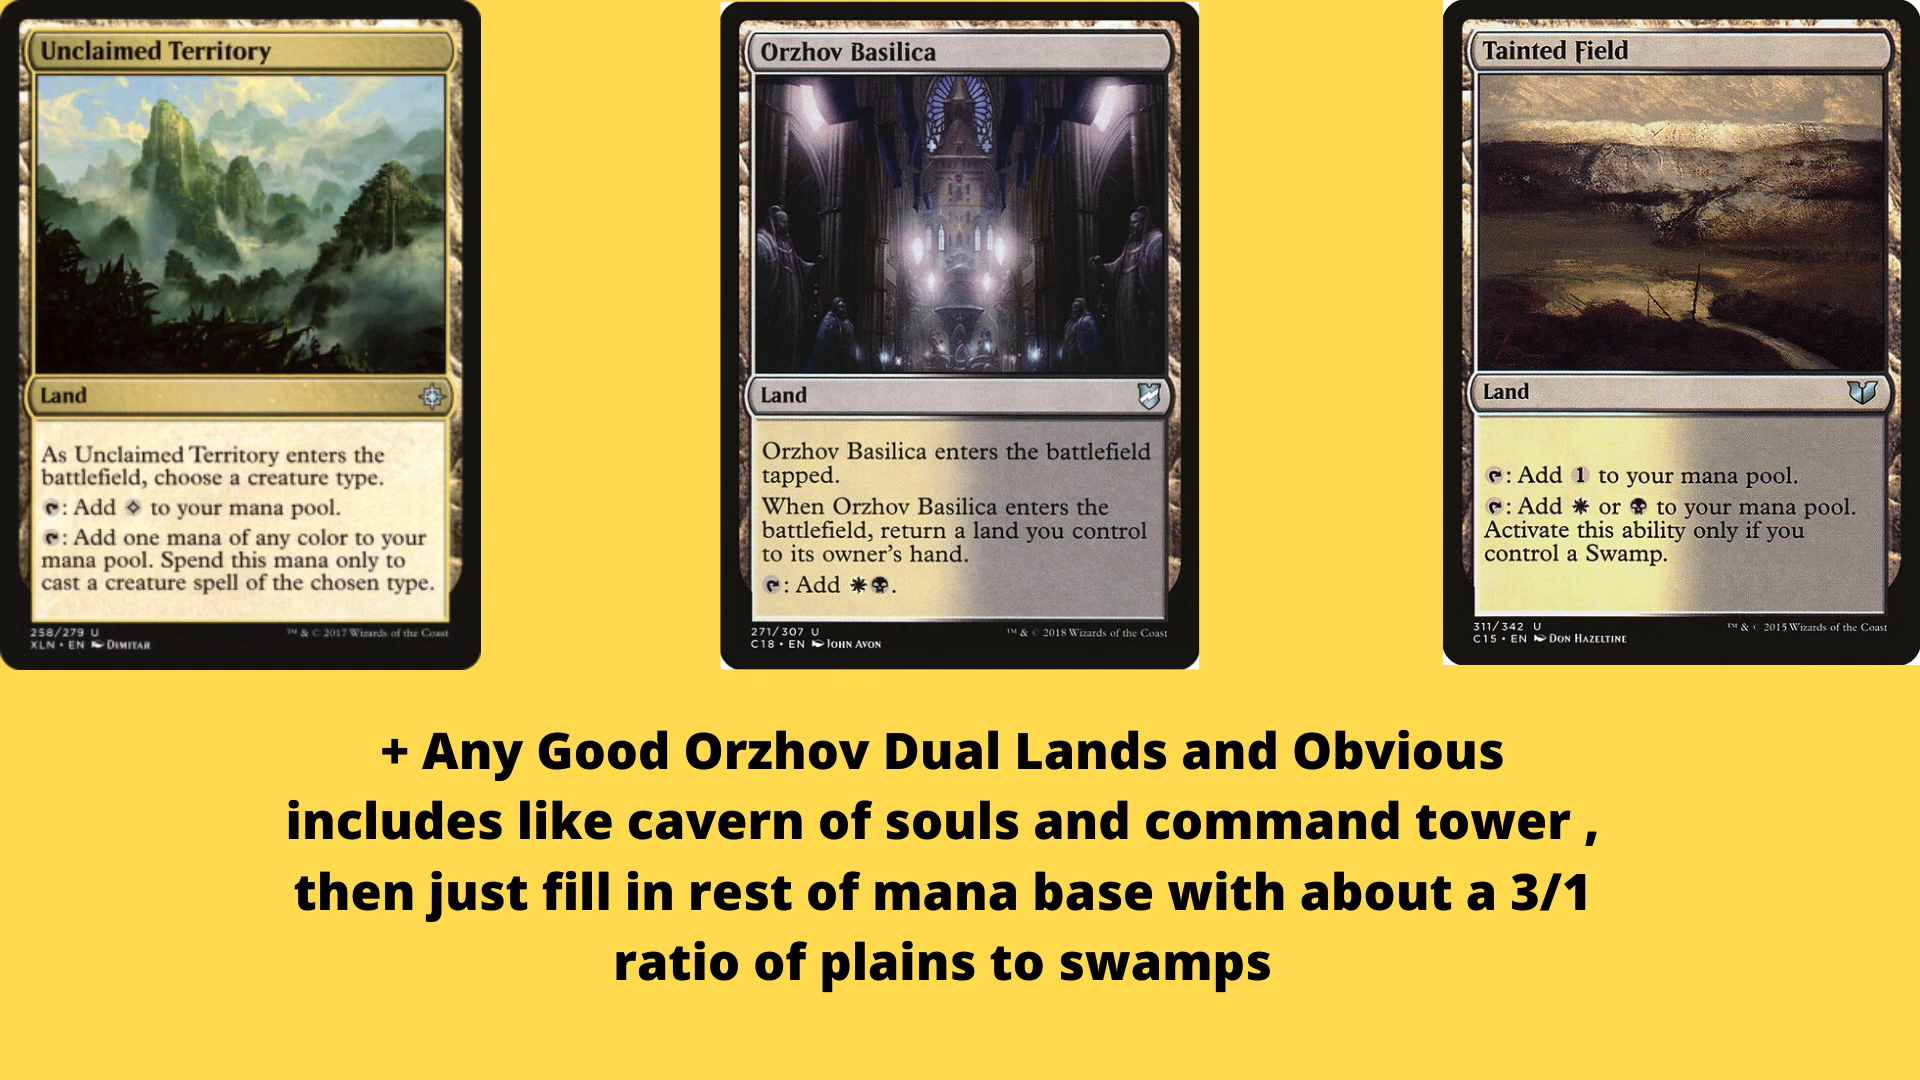 Unclaimed Territory
Land
As Unclaimed Territory enters the
battlefield, choose a creature type.
: Add to your mana pool.
: Add one mana of any color to your
mana pool. Spend this mana only to
cast a creature spell of the chosen type.
258/279 U
XLN • EN DIMITAR
™ & © 2017 Wizards of the Coast
Orzhov Basilica
Land
Orzhov Basilica enters the battlefield
tapped.
When Orzhov Basilica enters the
battlefield, return a land you control
to its owner's hand.
: Add .
271/307 U
C18 • EN JOHN AVON
™ & © 2018 Wizards of the Coast
Tainted Field
Land
: Add 1 to your mana pool.
: Add or to your mana pool.
Activate this ability only if you
control a Swamp.
311/342 U
C15 • EN DON HAZELTINE
™ & © 2015 Wizards of the Coast
+ Any Good Orzhov Dual Lands and Obvious
includes like cavern of souls and command tower ,
then just fill in rest of mana base with about a 3/1
ratio of plains to swamps